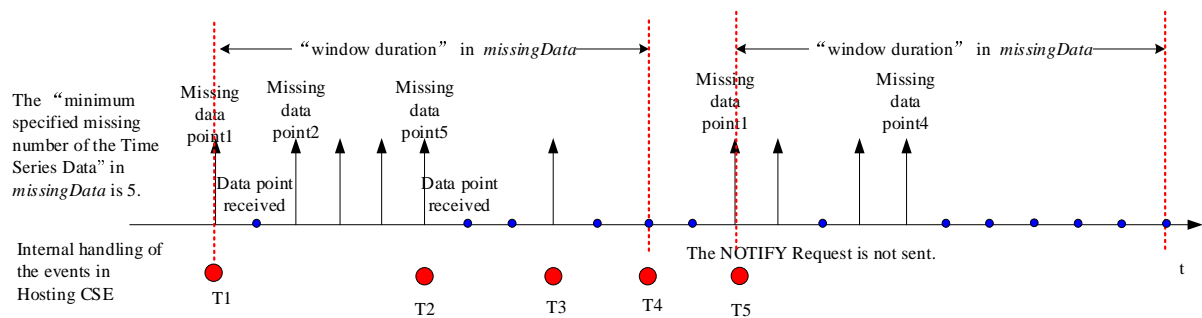 “window duration” in missingData
“window duration” in missingData
The “minimum
specified missing
number of the Time
Series Data” in
missingData is 5.
Missing
data
point1
Missing
data
point2
Missing
data
point5
Missing
data
point1
Missing
data
point4
Data point
received
Data point
received
Internal handling of
the events in
Hosting CSE
The NOTIFY Request is not sent.
t
T1
T2
T3
T4
T5